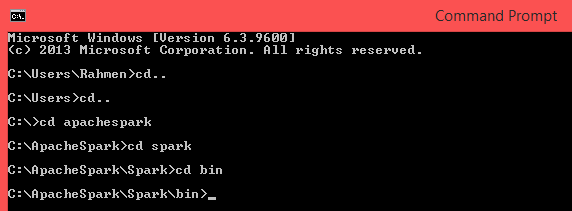 Command Prompt
Microsoft Windows [Version 6.3.9600]
(c) 2013 Microsoft Corporation. All rights reserved.
C:\Users\Rahmen>cd..
C:\Users>cd..
C:\>cd apachespark
C:\ApacheSpark>cd spark
C:\ApacheSpark\Spark>cd bin
C:\ApacheSpark\Spark\bin>_